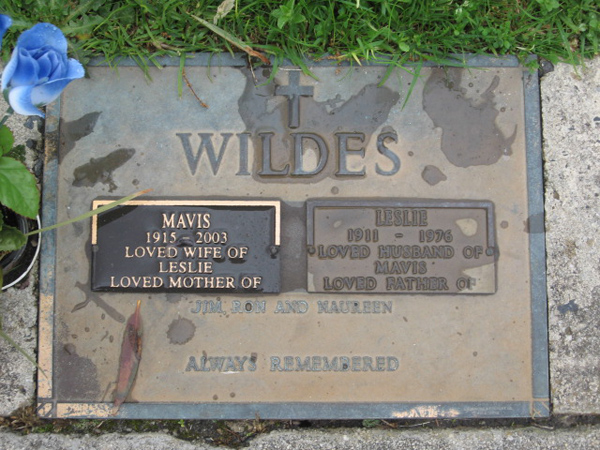 WILDES
MAVIS
1915 - 2003
LOVED WIFE OF
LESLIE
LOVED MOTHER OF
LESLIE
1911 - 1976
LOVED HUSBAND OF
MAVIS
LOVED FATHER OF
JIM RON AND NAUREEN
ALWAYS REMEMBERED